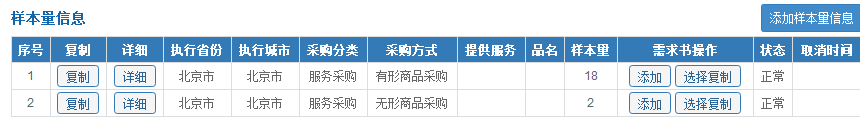 样本量信息 添加样本量信息
序号 复制 详细 执行省份 执行城市 采购分类 采购方式 提供服务 品名 样本量 需求书操作 状态 取消时间
1 复制 详细 北京市 北京市 服务采购 有形商品采购 18 添加 选择复制 正常
2 复制 详细 北京市 北京市 服务采购 无形商品采购 2 添加 选择复制 正常